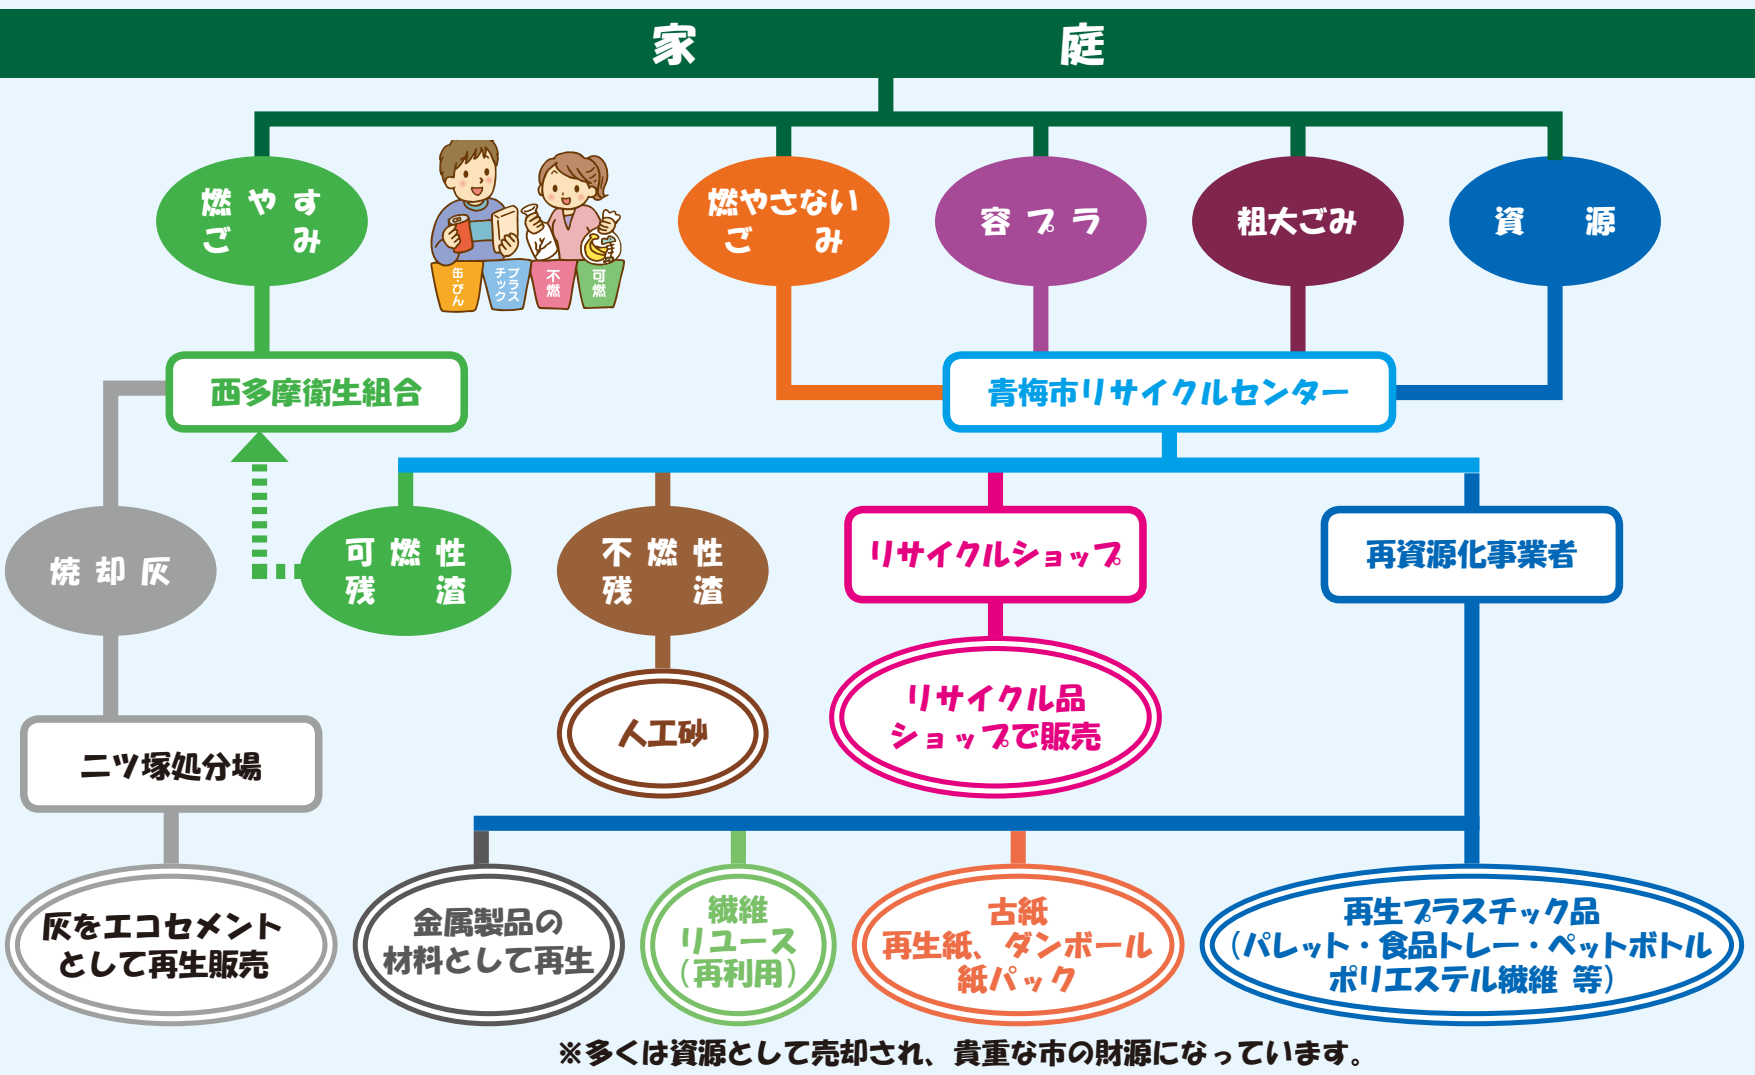 家庭
燃やす
ごみ
燃やさない
ごみ
容プラ
粗大ごみ
資源
缶・びん
プラス
チック
不燃
可燃
西多摩衛生組合
青梅市リサイクルセンター
焼却灰
可燃性
残渣
不燃性
残渣
リサイクルショップ
再資源化事業者
人工砂
リサイクル品
ショップで販売
二ツ塚処分場
灰をエコセメント
として再生販売
金属製品の
材料として再生
繊維
リユース
(再利用)
古紙
再生紙、ダンボール
紙パック
再生プラスチック品
(パレット・食品トレー・ペットボトル
ポリエステル繊維 等)
※多くは資源として売却され、貴重な市の財源になっています。